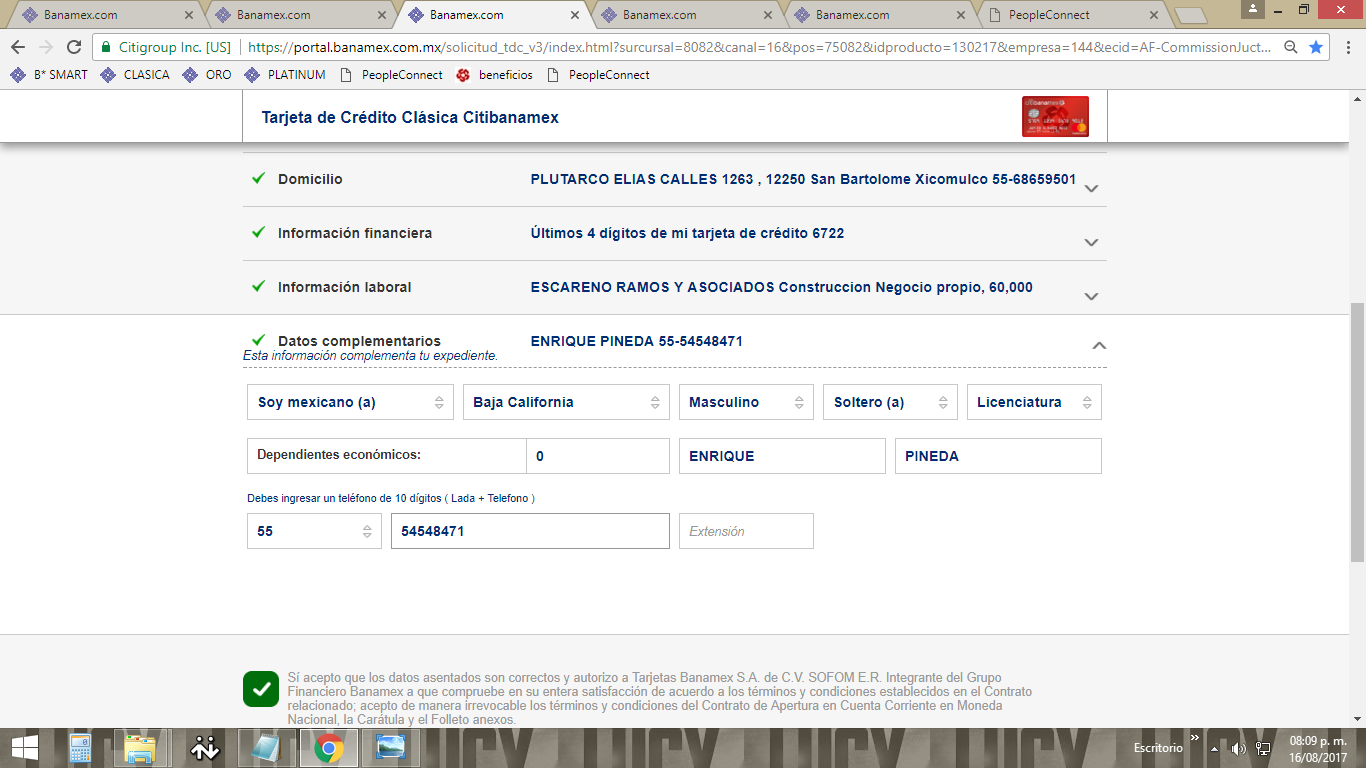 Banamex.com
Banamex.com
Banamex.com
Banamex.com
Banamex.com
PeopleConnect
Citigroup Inc. [US]
https://portal.banamex.com.mx/solicitud_tdc_v3/index.html?surcursal=8082&canal=16&pos=75082&idproducto=130217&empresa=144&ecid=AF-CommissionJuct...
B* SMART
CLASICA
ORO
PLATINUM
PeopleConnect
beneficios
PeopleConnect
Tarjeta de Crédito Clásica Citibanamex
Domicilio
PLUTARCO ELIAS CALLES 1263 , 12250 San Bartolome Xicomulco 55-68659501
Información financiera
Últimos 4 dígitos de mi tarjeta de crédito 6722
Información laboral
ESCARENO RAMOS Y ASOCIADOS Construccion Negocio propio, 60,000
Datos complementarios
ENRIQUE PINEDA 55-54548471
Esta información complementa tu expediente.
Soy mexicano (a)
Baja California
Masculino
Soltero (a)
Licenciatura
Dependientes económicos:
0
ENRIQUE
PINEDA
Debes ingresar un teléfono de 10 dígitos ( Lada + Telefono )
55
54548471
Extensión
Sí acepto que los datos asentados son correctos y autorizo a Tarjetas Banamex S.A. de C.V. SOFOM E.R. Integrante del Grupo
Financiero Banamex a que compruebe en su entera satisfacción de acuerdo a los términos y condiciones establecidos en el Contrato
relacionado; acepto de manera irrevocable los términos y condiciones del Contrato de Apertura en Cuenta Corriente en Moneda
Nacional, la Carátula y el Folleto anexos.
Escritorio
08:09 p. m.
16/08/2017